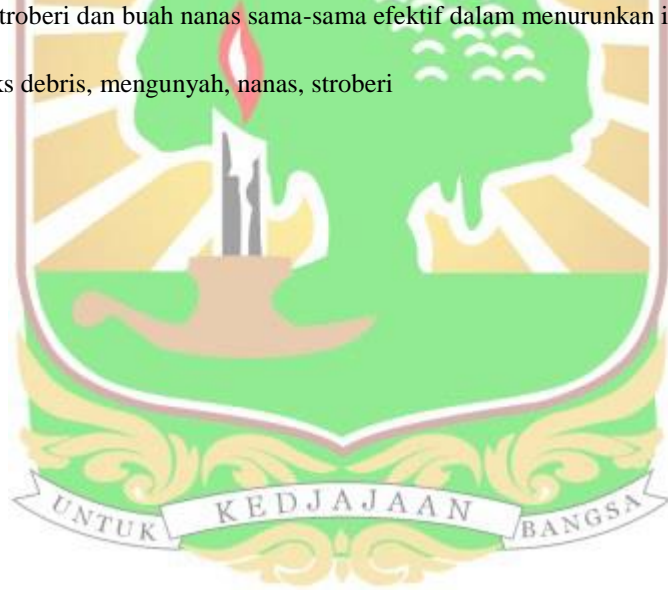 troberi dan buah nanas sama-sama efektif dalam menurunkan i
ks debris, mengunyah, nanas, stroberi
UNTUK KEDJAJAAN BANGSA